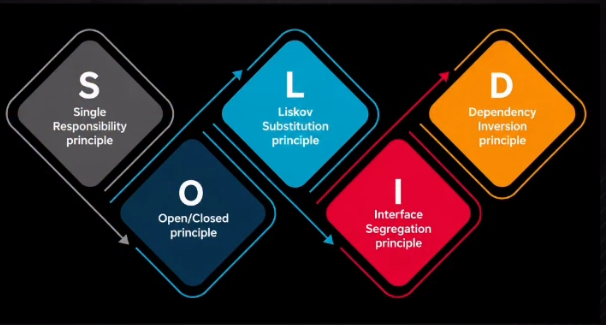 S
Single
Responsibility
principle
O
Open/Closed
principle
L
Liskov
Substitution
principle
I
Interface
Segregation
principle
D
Dependency
Inversion
principle